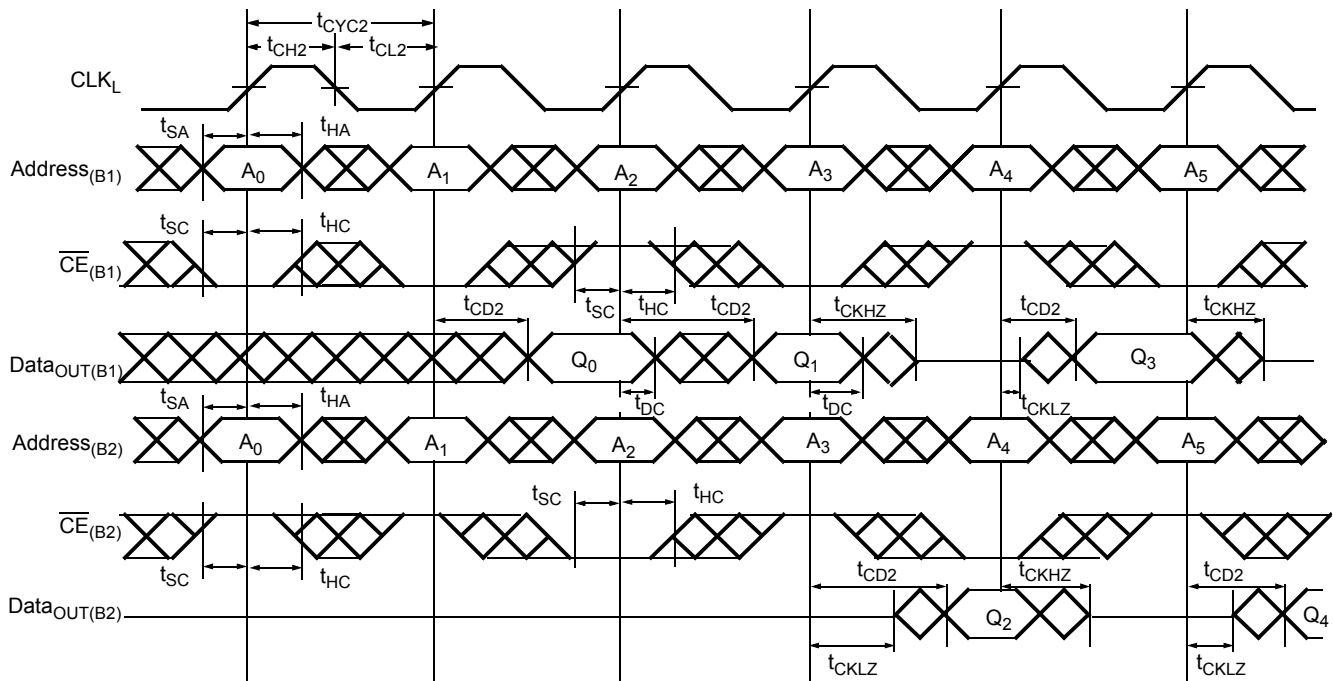 tCYC2
tCH2 tCL2
CLKL
tSA tHA
Address(B1) A0 A1 A2 A3 A4 A5
tSC tHC
CE(B1)
tSC tHC
tCD2 tCD2 tCKHZ tCD2 tCKHZ
DataOUT(B1) Q0 Q1 Q3
tDC tDC tCKLZ
tSA tHA
Address(B2) A0 A1 A2 A3 A4 A5
tSC tHC
CE(B2)
tSC tHC
tCD2 tCKHZ tCD2
DataOUT(B2) Q2 Q4
tCKLZ tCKLZ